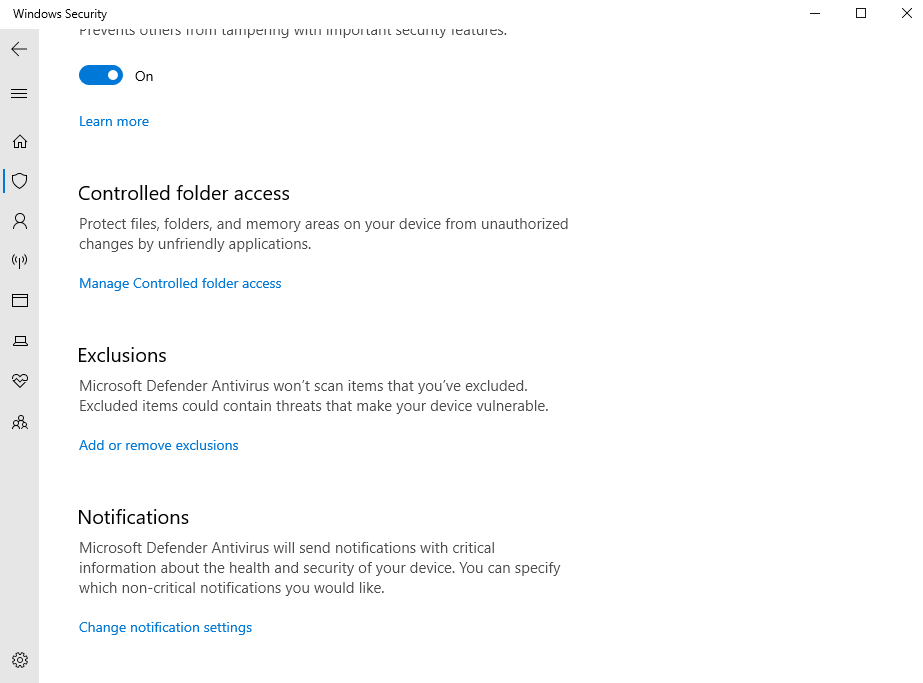 Windows Security
Prevents others from tampering with important security features.
On
Learn more
Controlled folder access
Protect files, folders, and memory areas on your device from unauthorized
changes by unfriendly applications.
Manage Controlled folder access
Exclusions
Microsoft Defender Antivirus won’t scan items that you’ve excluded.
Excluded items could contain threats that make your device vulnerable.
Add or remove exclusions
Notifications
Microsoft Defender Antivirus will send notifications with critical
information about the health and security of your device. You can specify
which non-critical notifications you would like.
Change notification settings